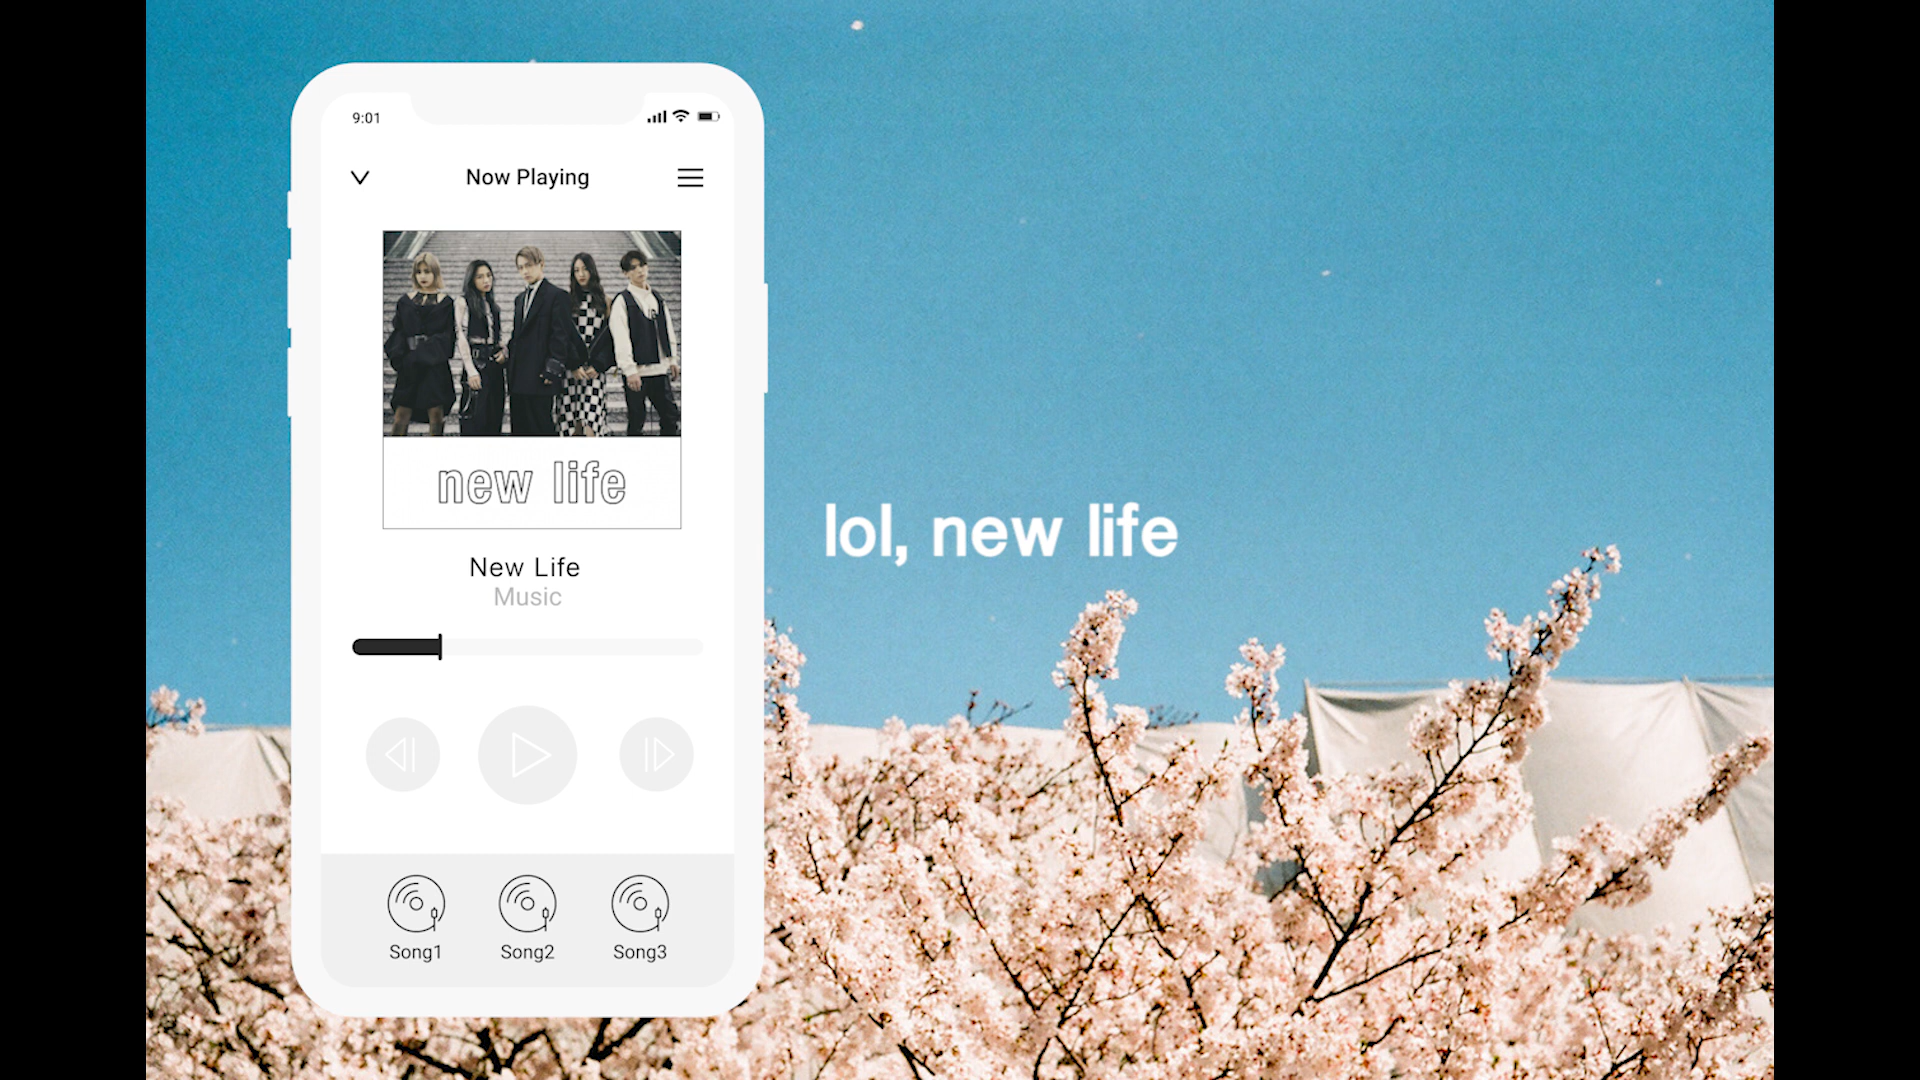 9:01
Now Playing
new life
New Life
Music
Song1
Song2
Song3
lol, new life